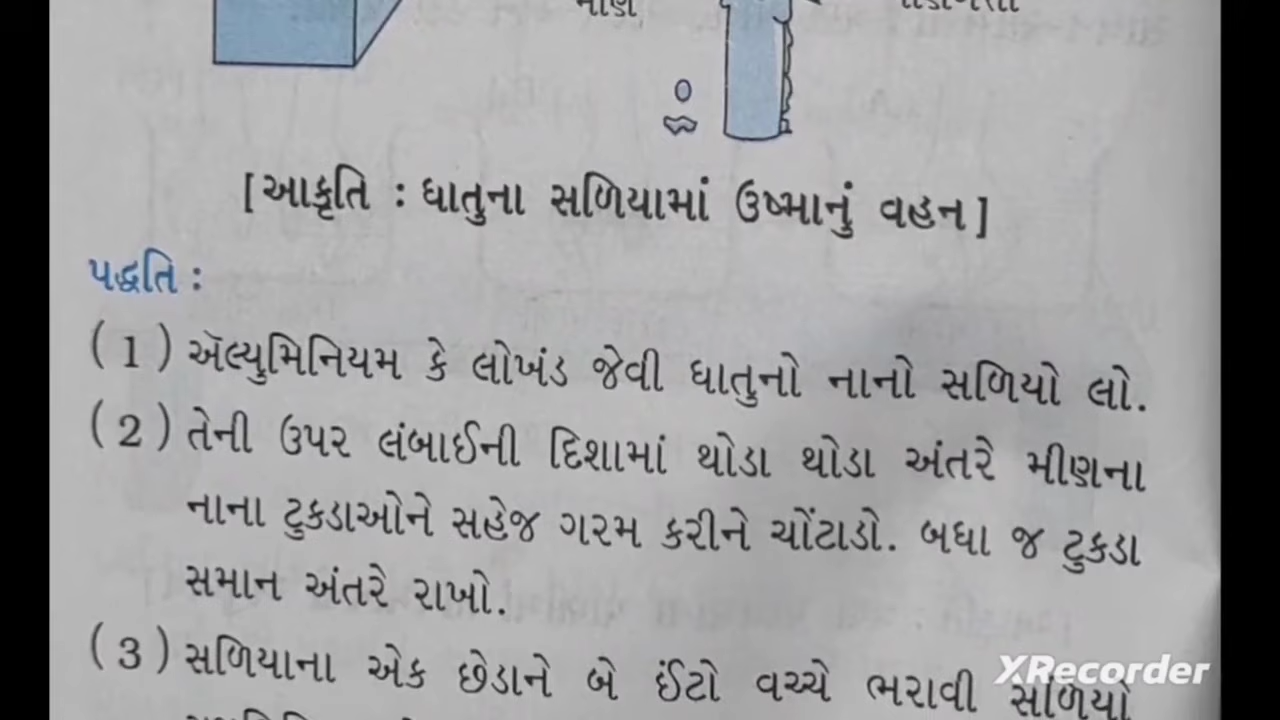 મીણ
[આકૃતિ : ધાતુના સળિયામાં ઉષ્માનું વહન]
પદ્ધતિ :
(1) ઍલ્યુમિનિયમ કે લોખંડ જેવી ધાતુનો નાનો સળિયો લો.
(2) તેની ઉપર લંબાઈની દિશામાં થોડા થોડા અંતરે મીણના
નાના ટુકડાઓને સહેજ ગરમ કરીને ચોંટાડો. બધા જ ટુકડા
સમાન અંતરે રાખો.
(3) સળિયાના એક છેડાને બે ઈંટો વચ્ચે ભરાવી સળિયો
XRecorder